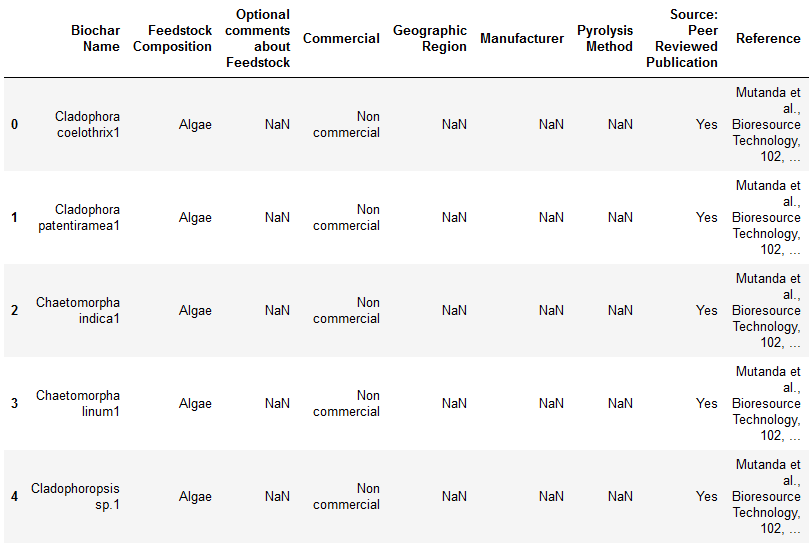 Biochar Name Feedstock Composition Optional comments about Feedstock Commercial Geographic Region Manufacturer Pyrolysis Method Source: Peer Reviewed Publication Reference
0 Cladophora coelothrix1 Algae NaN Non commercial NaN NaN NaN Yes Mutanda et al., Bioresource Technology, 102, ...
1 Cladophora patentiramea1 Algae NaN Non commercial NaN NaN NaN Yes Mutanda et al., Bioresource Technology, 102, ...
2 Chaetomorpha indica1 Algae NaN Non commercial NaN NaN NaN Yes Mutanda et al., Bioresource Technology, 102, ...
3 Chaetomorpha linum1 Algae NaN Non commercial NaN NaN NaN Yes Mutanda et al., Bioresource Technology, 102, ...
4 Cladophoropsis sp.1 Algae NaN Non commercial NaN NaN NaN Yes Mutanda et al., Bioresource Technology, 102, ...